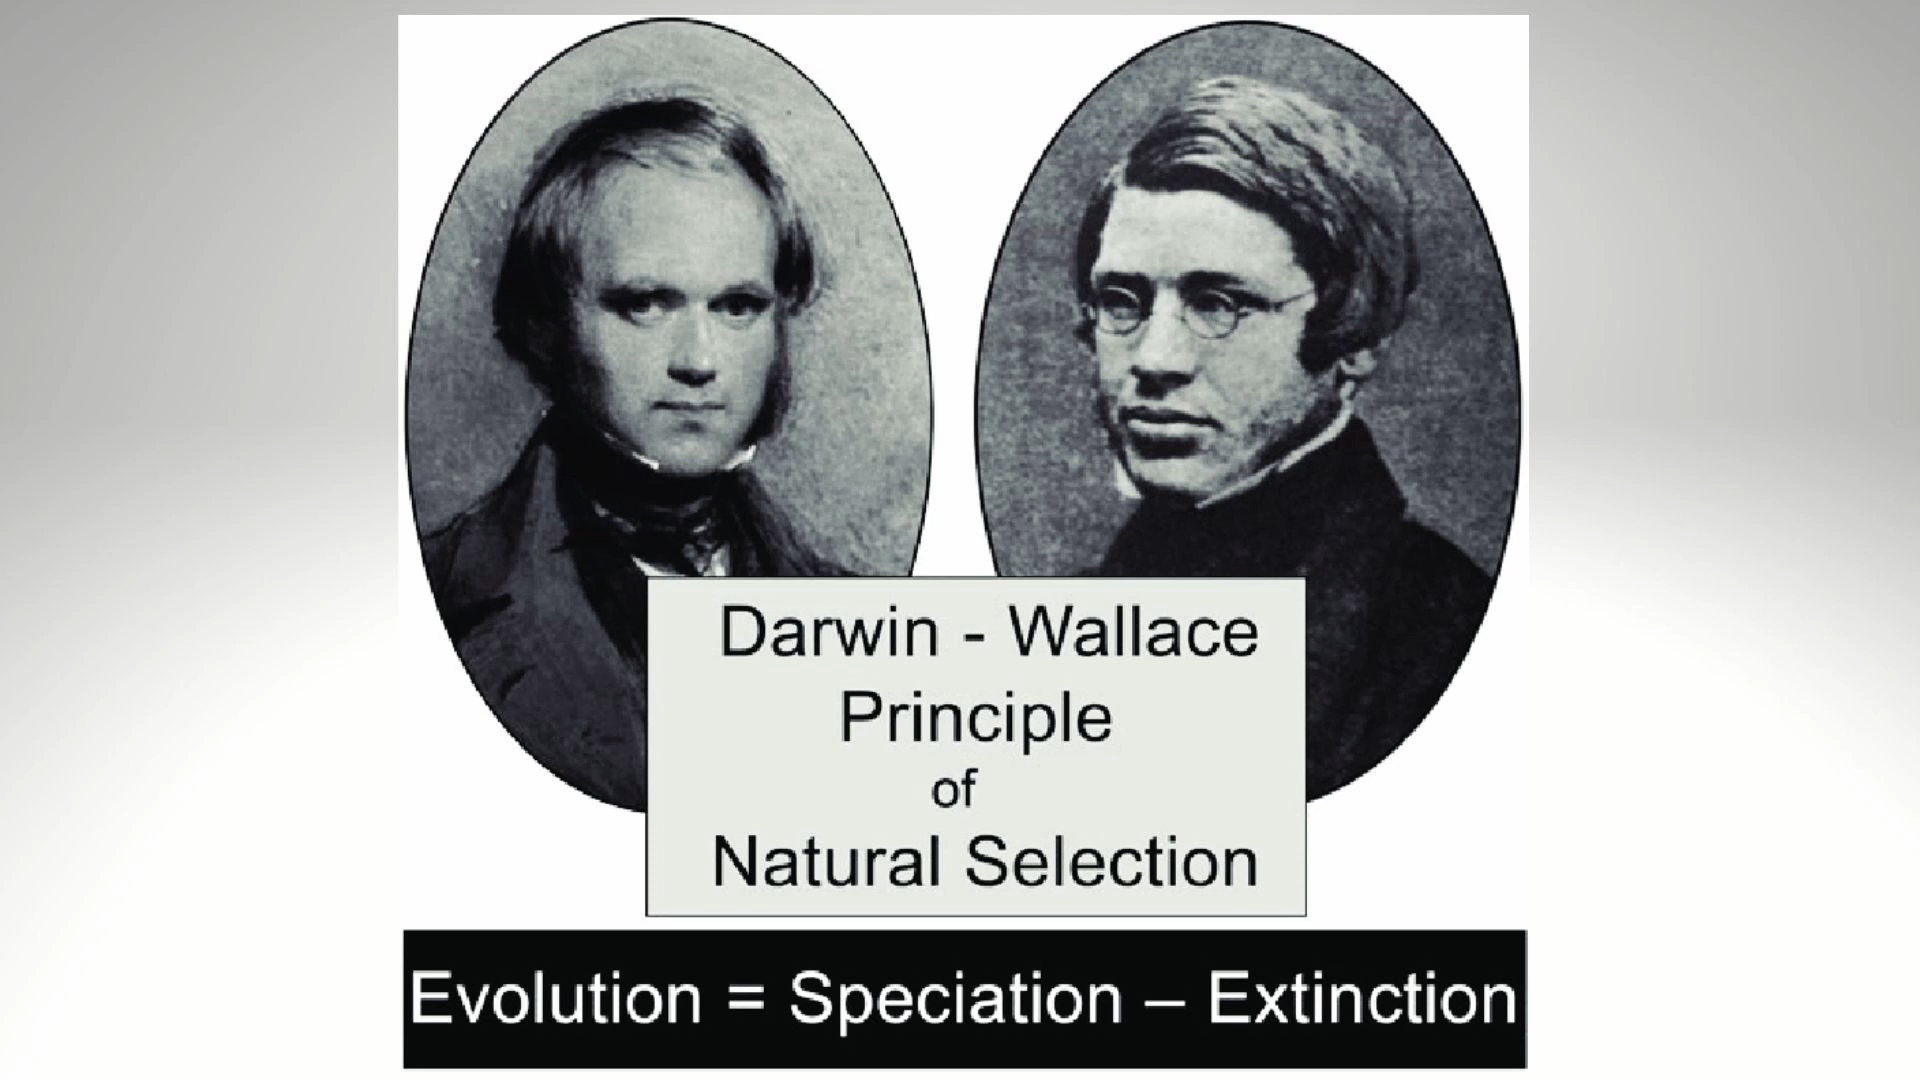 Darwin - Wallace
Principle
of
Natural Selection
Evolution = Speciation – Extinction